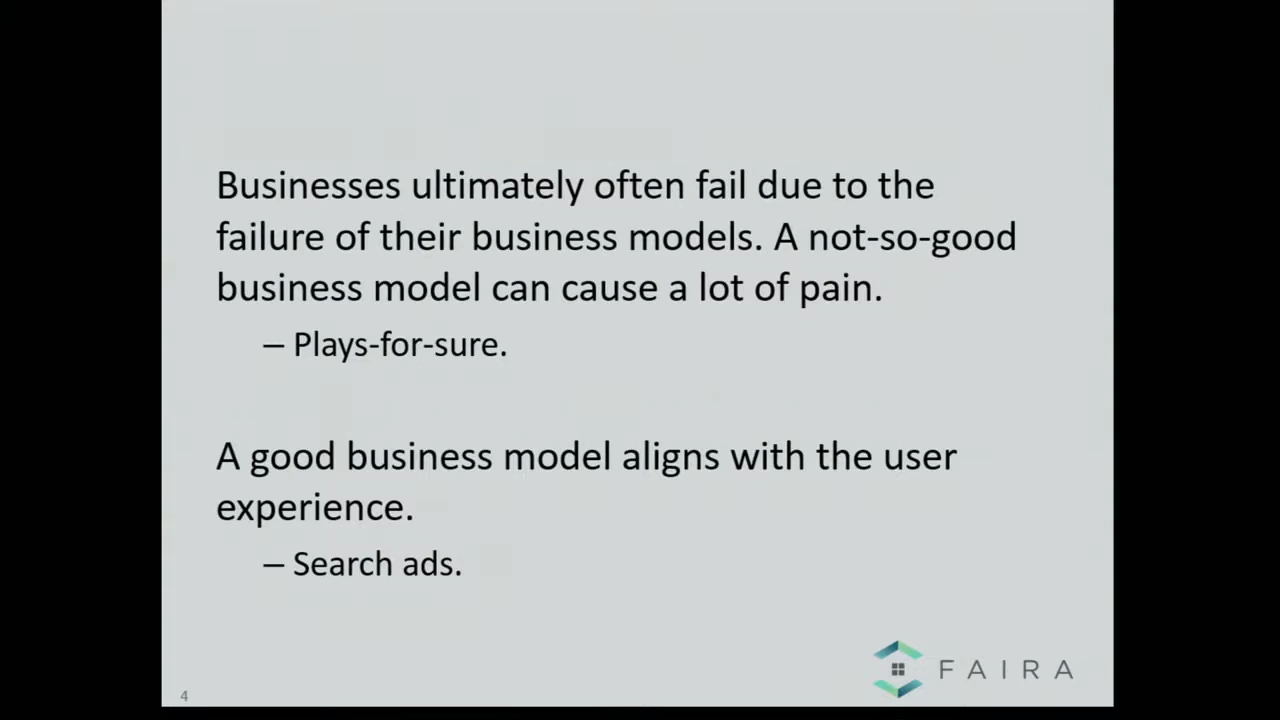 Businesses ultimately often fail due to the
failure of their business models. A not-so-good
business model can cause a lot of pain.
– Plays-for-sure.
A good business model aligns with the user
experience.
– Search ads.
FAIRA
4